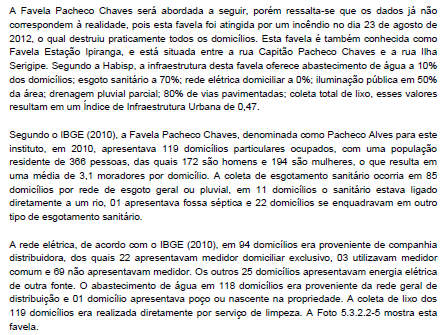 A Favela Pacheco Chaves será abordada a seguir, porém ressalta-se que os dados já não
correspondem à realidade, pois esta favela foi atingida por um incêndio no dia 23 de agosto de
2012, o qual destruiu praticamente todos os domicílios. Esta favela é também conhecida como
Favela Estação Ipiranga, e está situada entre a rua Capitão Pacheco Chaves e a rua Ilha
Serigipe. Segundo a Habisp, a infraestrutura desta favela oferece abastecimento de água a 10%
dos domicílios; esgoto sanitário a 70%; rede elétrica domiciliar a 0%; iluminação pública em 50%
da área; drenagem pluvial parcial; 80% de vias pavimentadas; coleta total de lixo, esses valores
resultam em um Índice de Infraestrutura Urbana de 0,47.
Segundo o IBGE (2010), a Favela Pacheco Chaves, denominada como Pacheco Alves para este
instituto, em 2010, apresentava 119 domicílios particulares ocupados, com uma população
residente de 366 pessoas, das quais 172 são homens e 194 são mulheres, o que resulta em
uma média de 3,1 moradores por domicílio. A coleta de esgotamento sanitário ocorria em 85
domicílios por rede de esgoto geral ou pluvial, em 11 domicílios o sanitário estava ligado
diretamente a um rio, 01 apresentava fossa séptica e 22 domicílios se enquadravam em outro
tipo de esgotamento sanitário.
A rede elétrica, de acordo com o IBGE (2010), em 94 domicílios era proveniente de companhia
distribuidora, dos quais 22 apresentavam medidor domiciliar exclusivo, 03 utilizavam medidor
comum e 69 não apresentavam medidor. Os outros 25 domicílios apresentavam energia elétrica
de outra fonte. O abastecimento de água em 118 domicílios era proveniente da rede geral de
distribuição e 01 domicílio apresentava poço ou nascente na propriedade. A coleta de lixo dos
119 domicílios era realizada diretamente por serviço de limpeza. A Foto 5.3.2.2-5 mostra esta
favela.